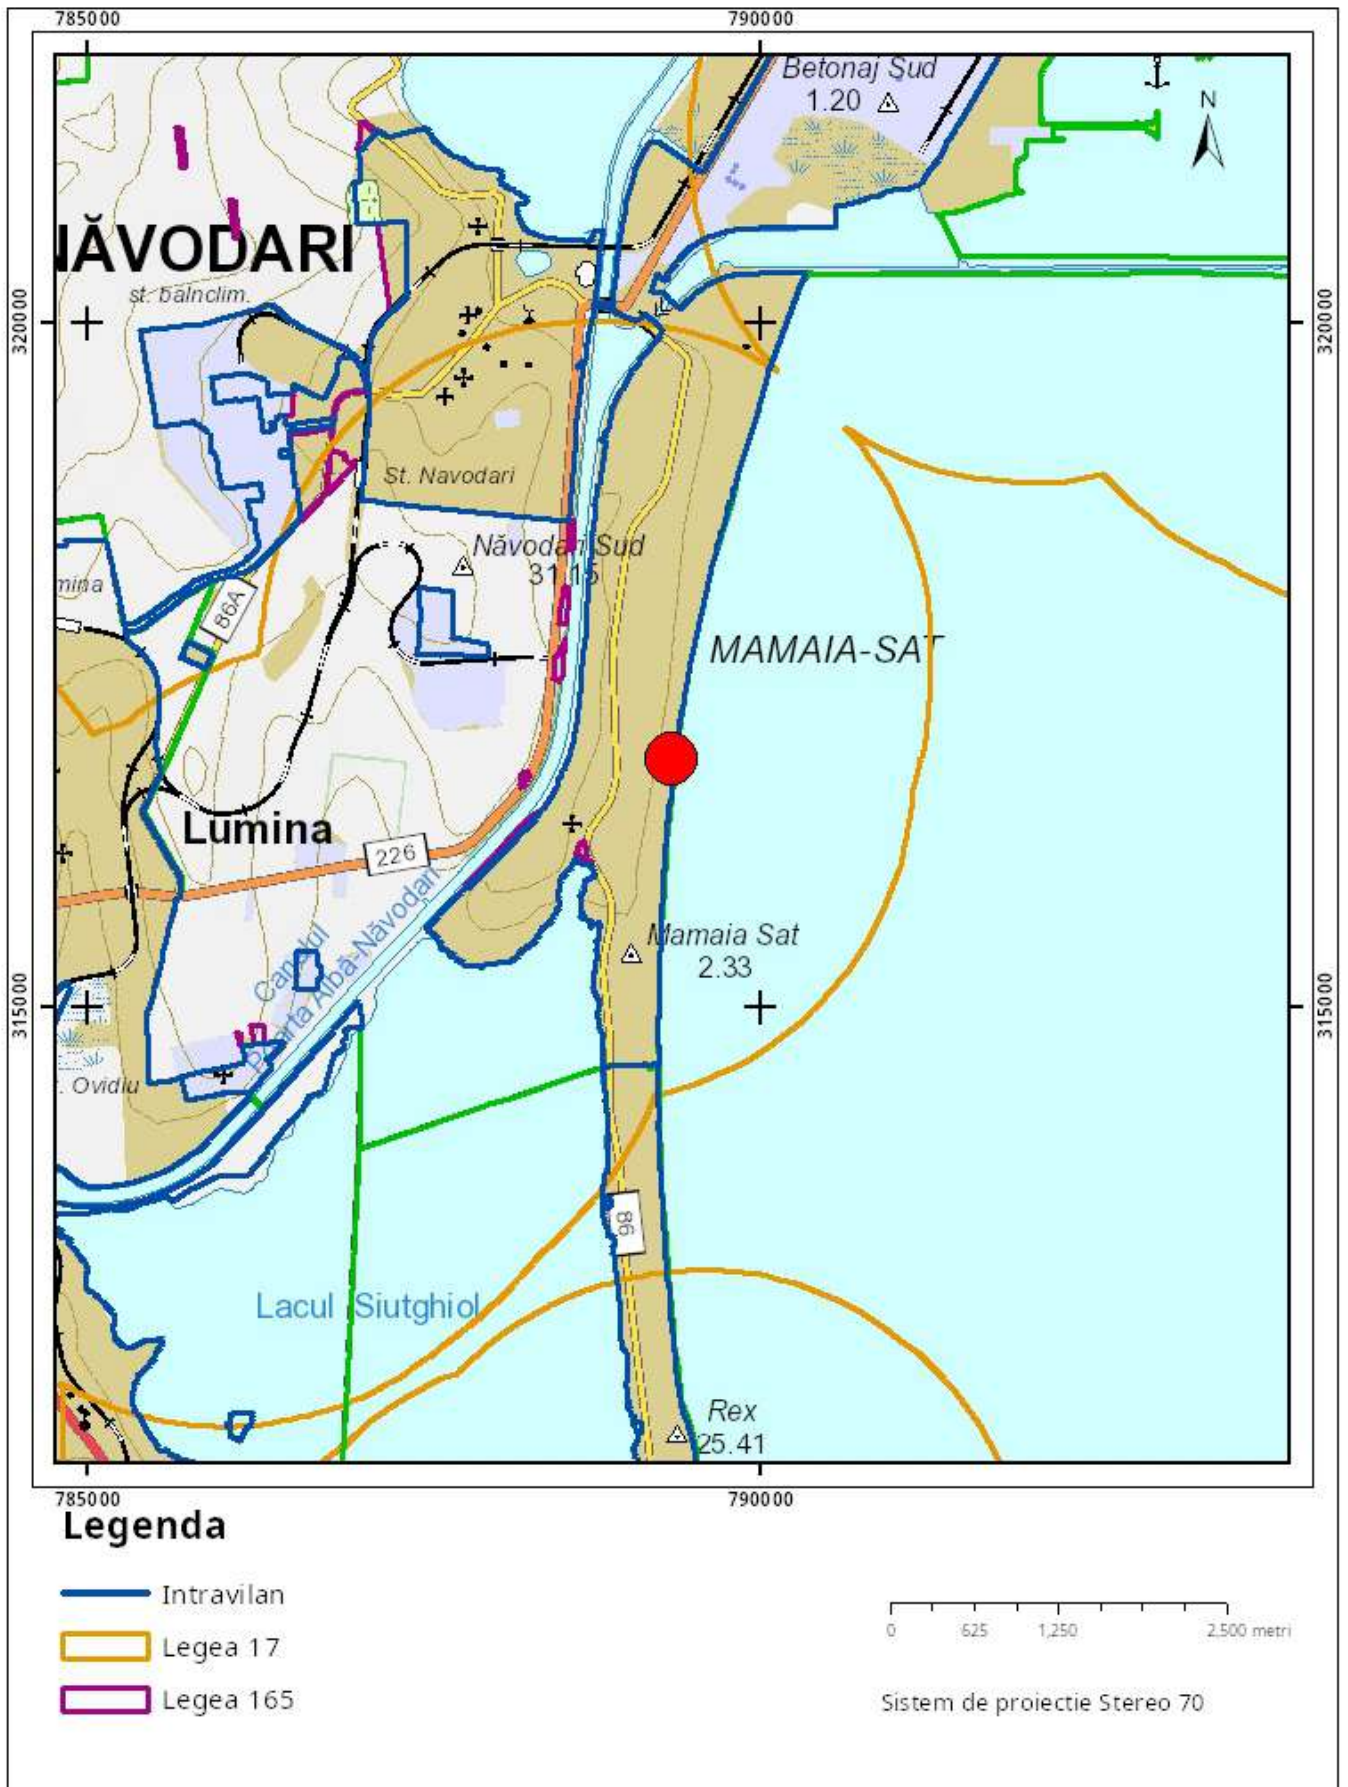 785000
790000
Betonaj Sud
1.20
N
NĂVODARI
st. balnclim.
320000
320000
St. Navodari
Năvodari Sud
31.15
mina
86A
MAMAIA-SAT
Lumina
226
Canalul
Poarta Albă-Năvodari
Mamaia Sat
2.33
315000
315000
. Ovidiu
86
Lacul Siutghiol
Rex
25.41
785000
790000
Legenda
Intravilan
Legea 17
Legea 165
0 625 1,250 2,500 metri
Sistem de proiectie Stereo 70